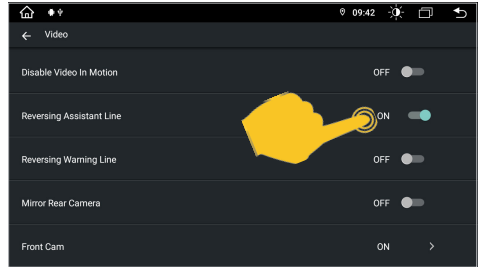 09:42
Video
Disable Video In Motion OFF
Reversing Assistant Line ON
Reversing Warning Line OFF
Mirror Rear Camera OFF
Front Cam ON